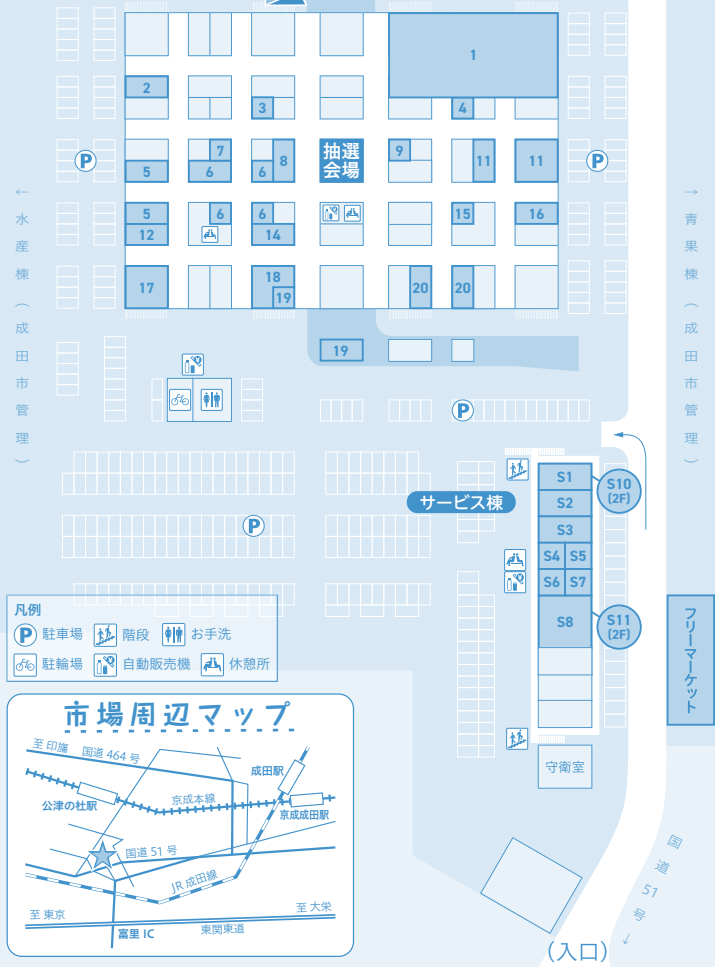 1
2
3
4
P
7
8
抽選
会場
9
5
6
6
11
11
P
5
6
6
15
16
12
14
17
18
19
20
20
19
←水産棟(成田市管理)
→青果棟(成田市管理)
P
サービス棟
S1
S2
S3
S4
S5
S6
S7
S8
S10
(2F)
S11
(2F)
P
フリーマーケット
守衛室
凡例
P 駐車場
階段
お手洗
駐輪場
自動販売機
休憩所
市場周辺マップ
至 印旛
国道 464 号
成田駅
公津の杜駅
京成本線
京成成田駅
国道 51 号
JR 成田線
至 東京
至 大栄
富里 IC
東関東道
国道51号→
(入口)